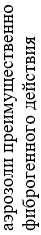 аэрозоли преимущественно
фиброгенного действия